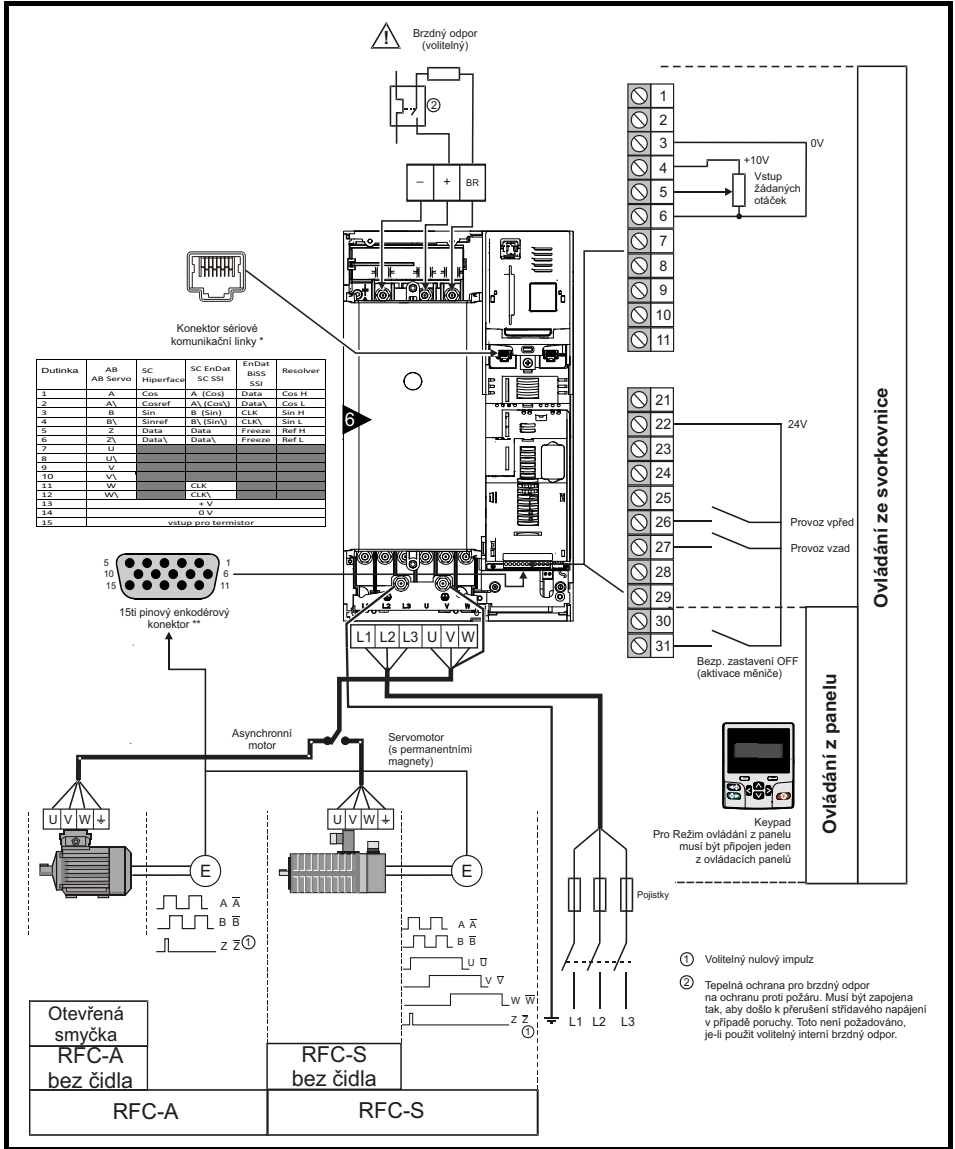 Brzdný odpor
(volitelný)
2
– + BR
1
2
3
4
5
6
7
8
9
10
11
0V
+10V
Vstup
žádaných
otáček
Konektor sériové
komunikační linky *
Dutinka AB AB Servo SC Hiperface SC EnDat SC SSI EnDat BiSS SSI Resolver
1 A Cos A (Cos) Data Cos H
2 A\ Cosref A\ (Cos\) Data\ Cos L
3 B Sin B (Sin) CLK Sin H
4 B\ Sinref B\ (Sin\) CLK\ Sin L
5 Z Data Data Freeze Ref H
6 Z\ Data\ Data\ Freeze Ref L
7 U
8 U\
9 V
10 V\
11 W CLK
12 W\ CLK\
13 + V
14 0 V
15 vstup pro termistor
6
21
22
23
24
25
26
27
28
29
30
31
24V
Provoz vpřed
Provoz vzad
Bezp. zastavení OFF
(aktivace měniče)
Ovládání ze svorkovnice
Ovládání z panelu
5 1
10 6
15 11
15ti pinový enkodérový
konektor **
L1 L2 L3 U V W
L1 L2 L3 U V W
Asynchronní
motor
Servomotor
(s permanentními
magnety)
U V W
U V W
E
E
A A̅
B B̅
Z Z̅ 1
A A̅
B B̅
U U̅
V V̅
W W̅
Z Z̅
1
Keypad
Pro Režim ovládání z panelu
musí být připojen jeden
z ovládacích panelů
Pojistky
L1 L2 L3
1 Volitelný nulový impulz
2 Tepelná ochrana pro brzdný odpor
na ochranu proti požáru. Musí být zapojena
tak, aby došlo k přerušení střídavého napájení
v případě poruchy. Toto není požadováno,
je-li použit volitelný interní brzdný odpor.
Otevřená
smyčka
RFC-A
bez čidla
RFC-S
bez čidla
RFC-A
RFC-S